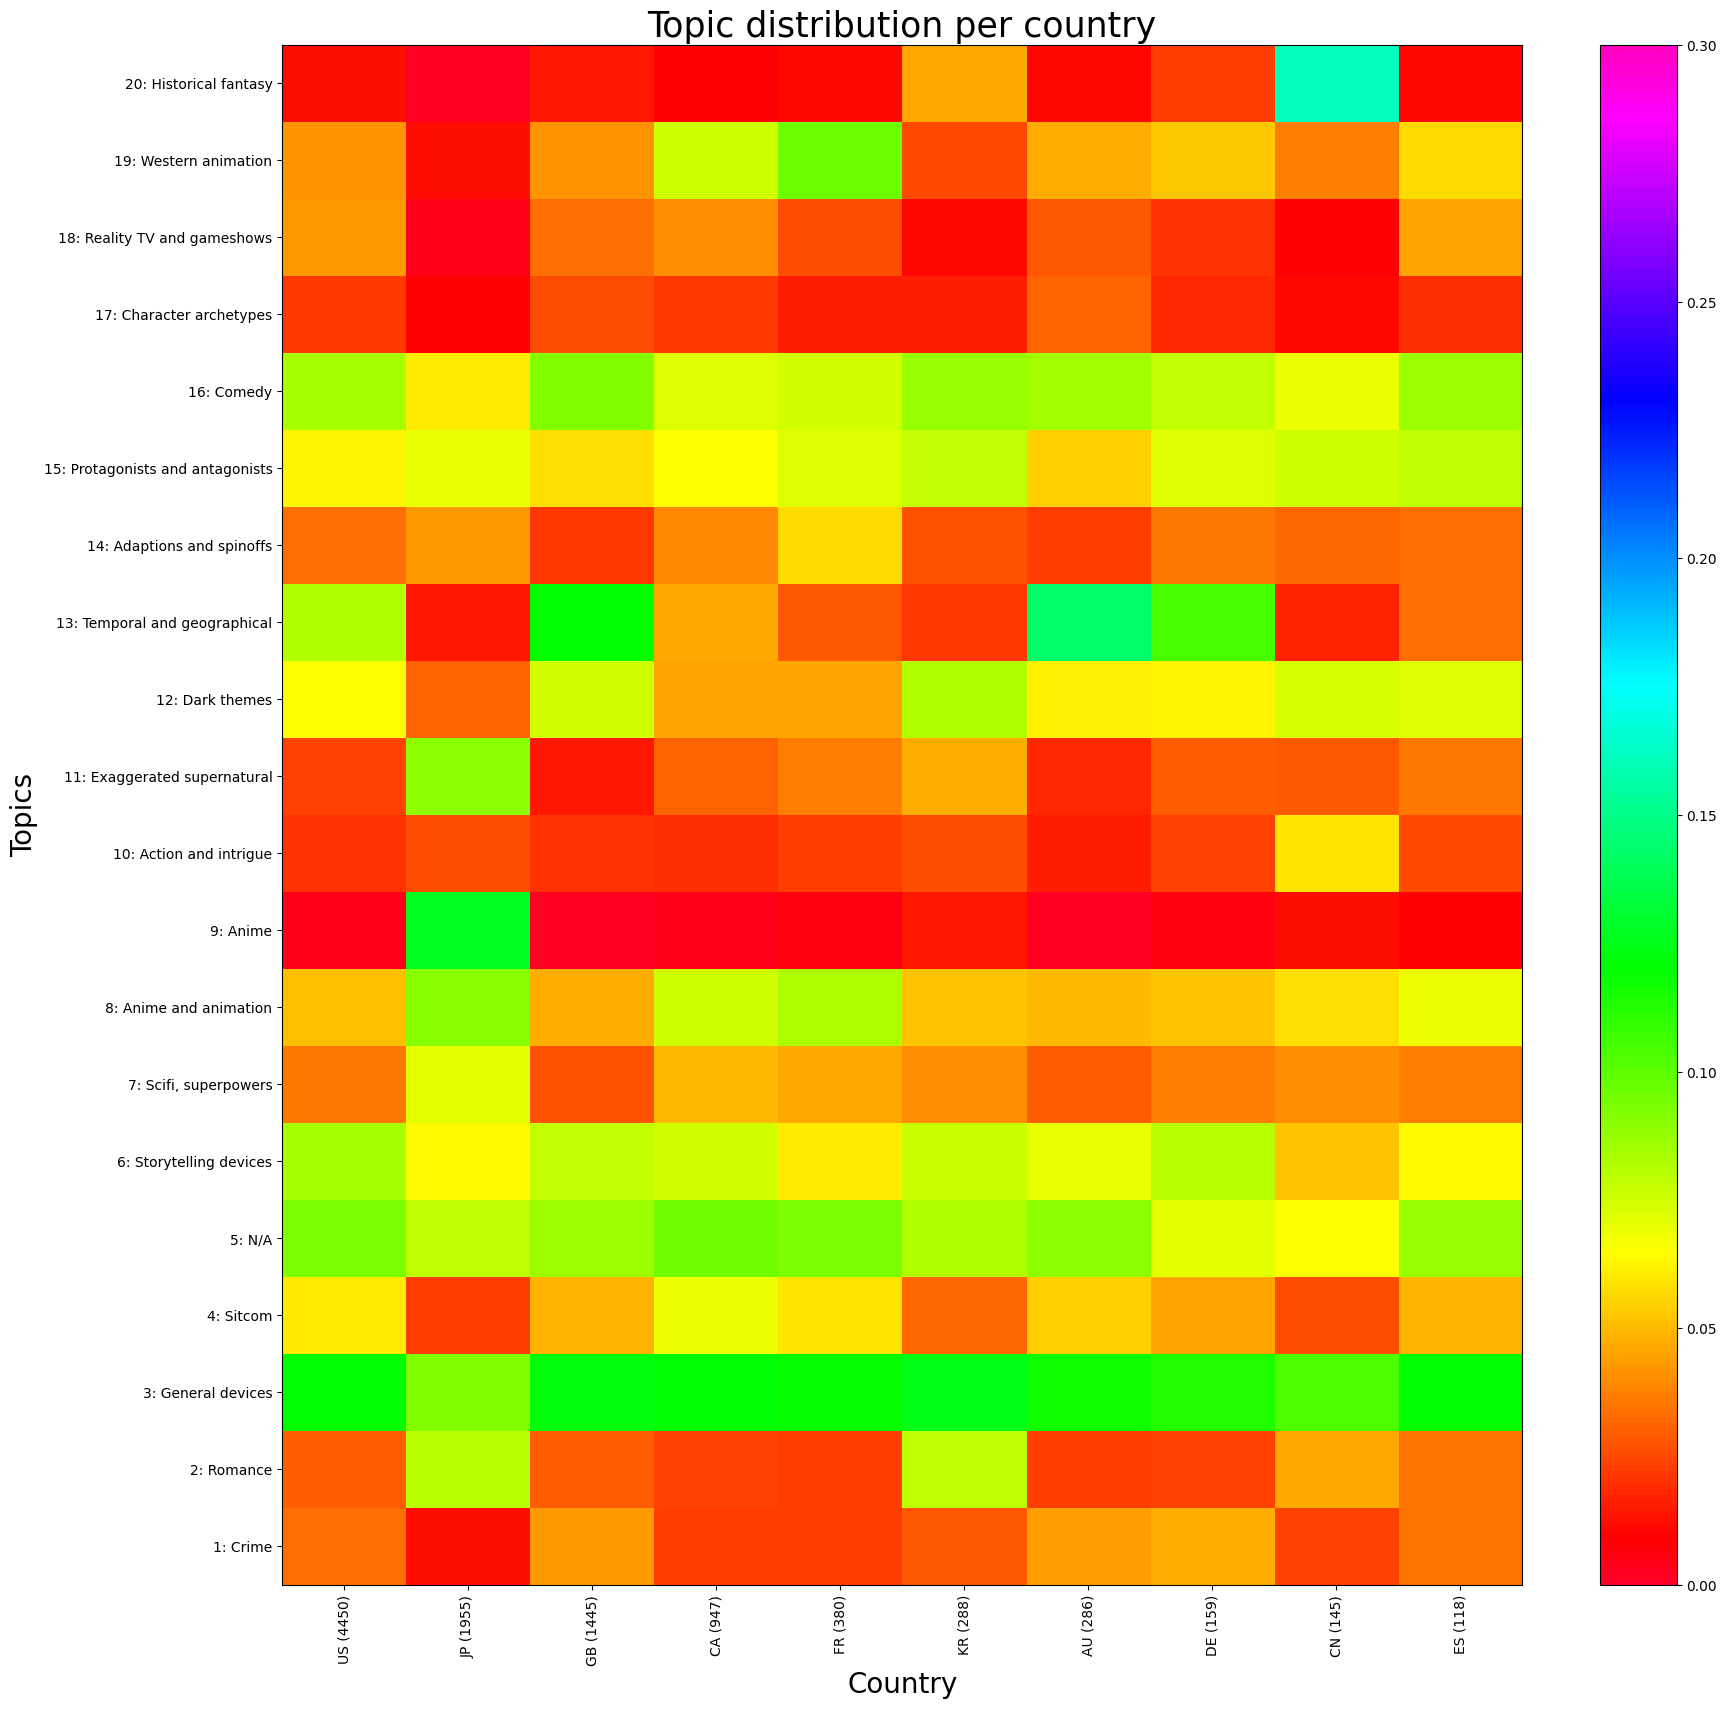 Topic distribution per country
Topics
20: Historical fantasy
19: Western animation
18: Reality TV and gameshows
17: Character archetypes
16: Comedy
15: Protagonists and antagonists
14: Adaptions and spinoffs
13: Temporal and geographical
12: Dark themes
11: Exaggerated supernatural
10: Action and intrigue
9: Anime
8: Anime and animation
7: Scifi, superpowers
6: Storytelling devices
5: N/A
4: Sitcom
3: General devices
2: Romance
1: Crime
US (4450)
JP (1955)
GB (1445)
CA (947)
FR (380)
KR (288)
AU (286)
DE (159)
CN (145)
ES (118)
Country
0.30
0.25
0.20
0.15
0.10
0.05
0.00